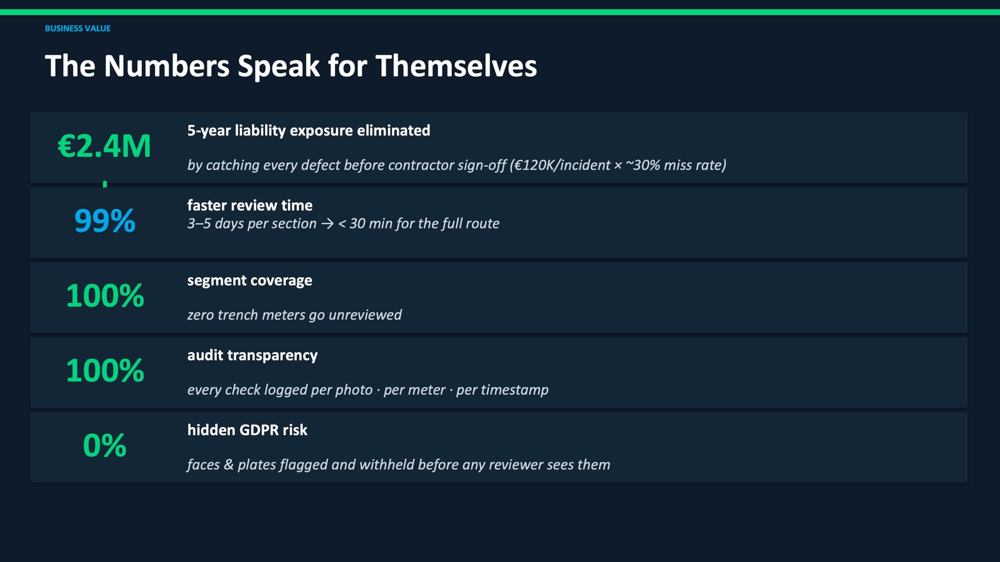 BUSINESS VALUE
The Numbers Speak for Themselves
€2.4M
5-year liability exposure eliminated
by catching every defect before contractor sign-off (€120K/incident × ~30% miss rate)
99%
faster review time
3–5 days per section → < 30 min for the full route
100%
segment coverage
zero trench meters go unreviewed
100%
audit transparency
every check logged per photo · per meter · per timestamp
0%
hidden GDPR risk
faces & plates flagged and withheld before any reviewer sees them